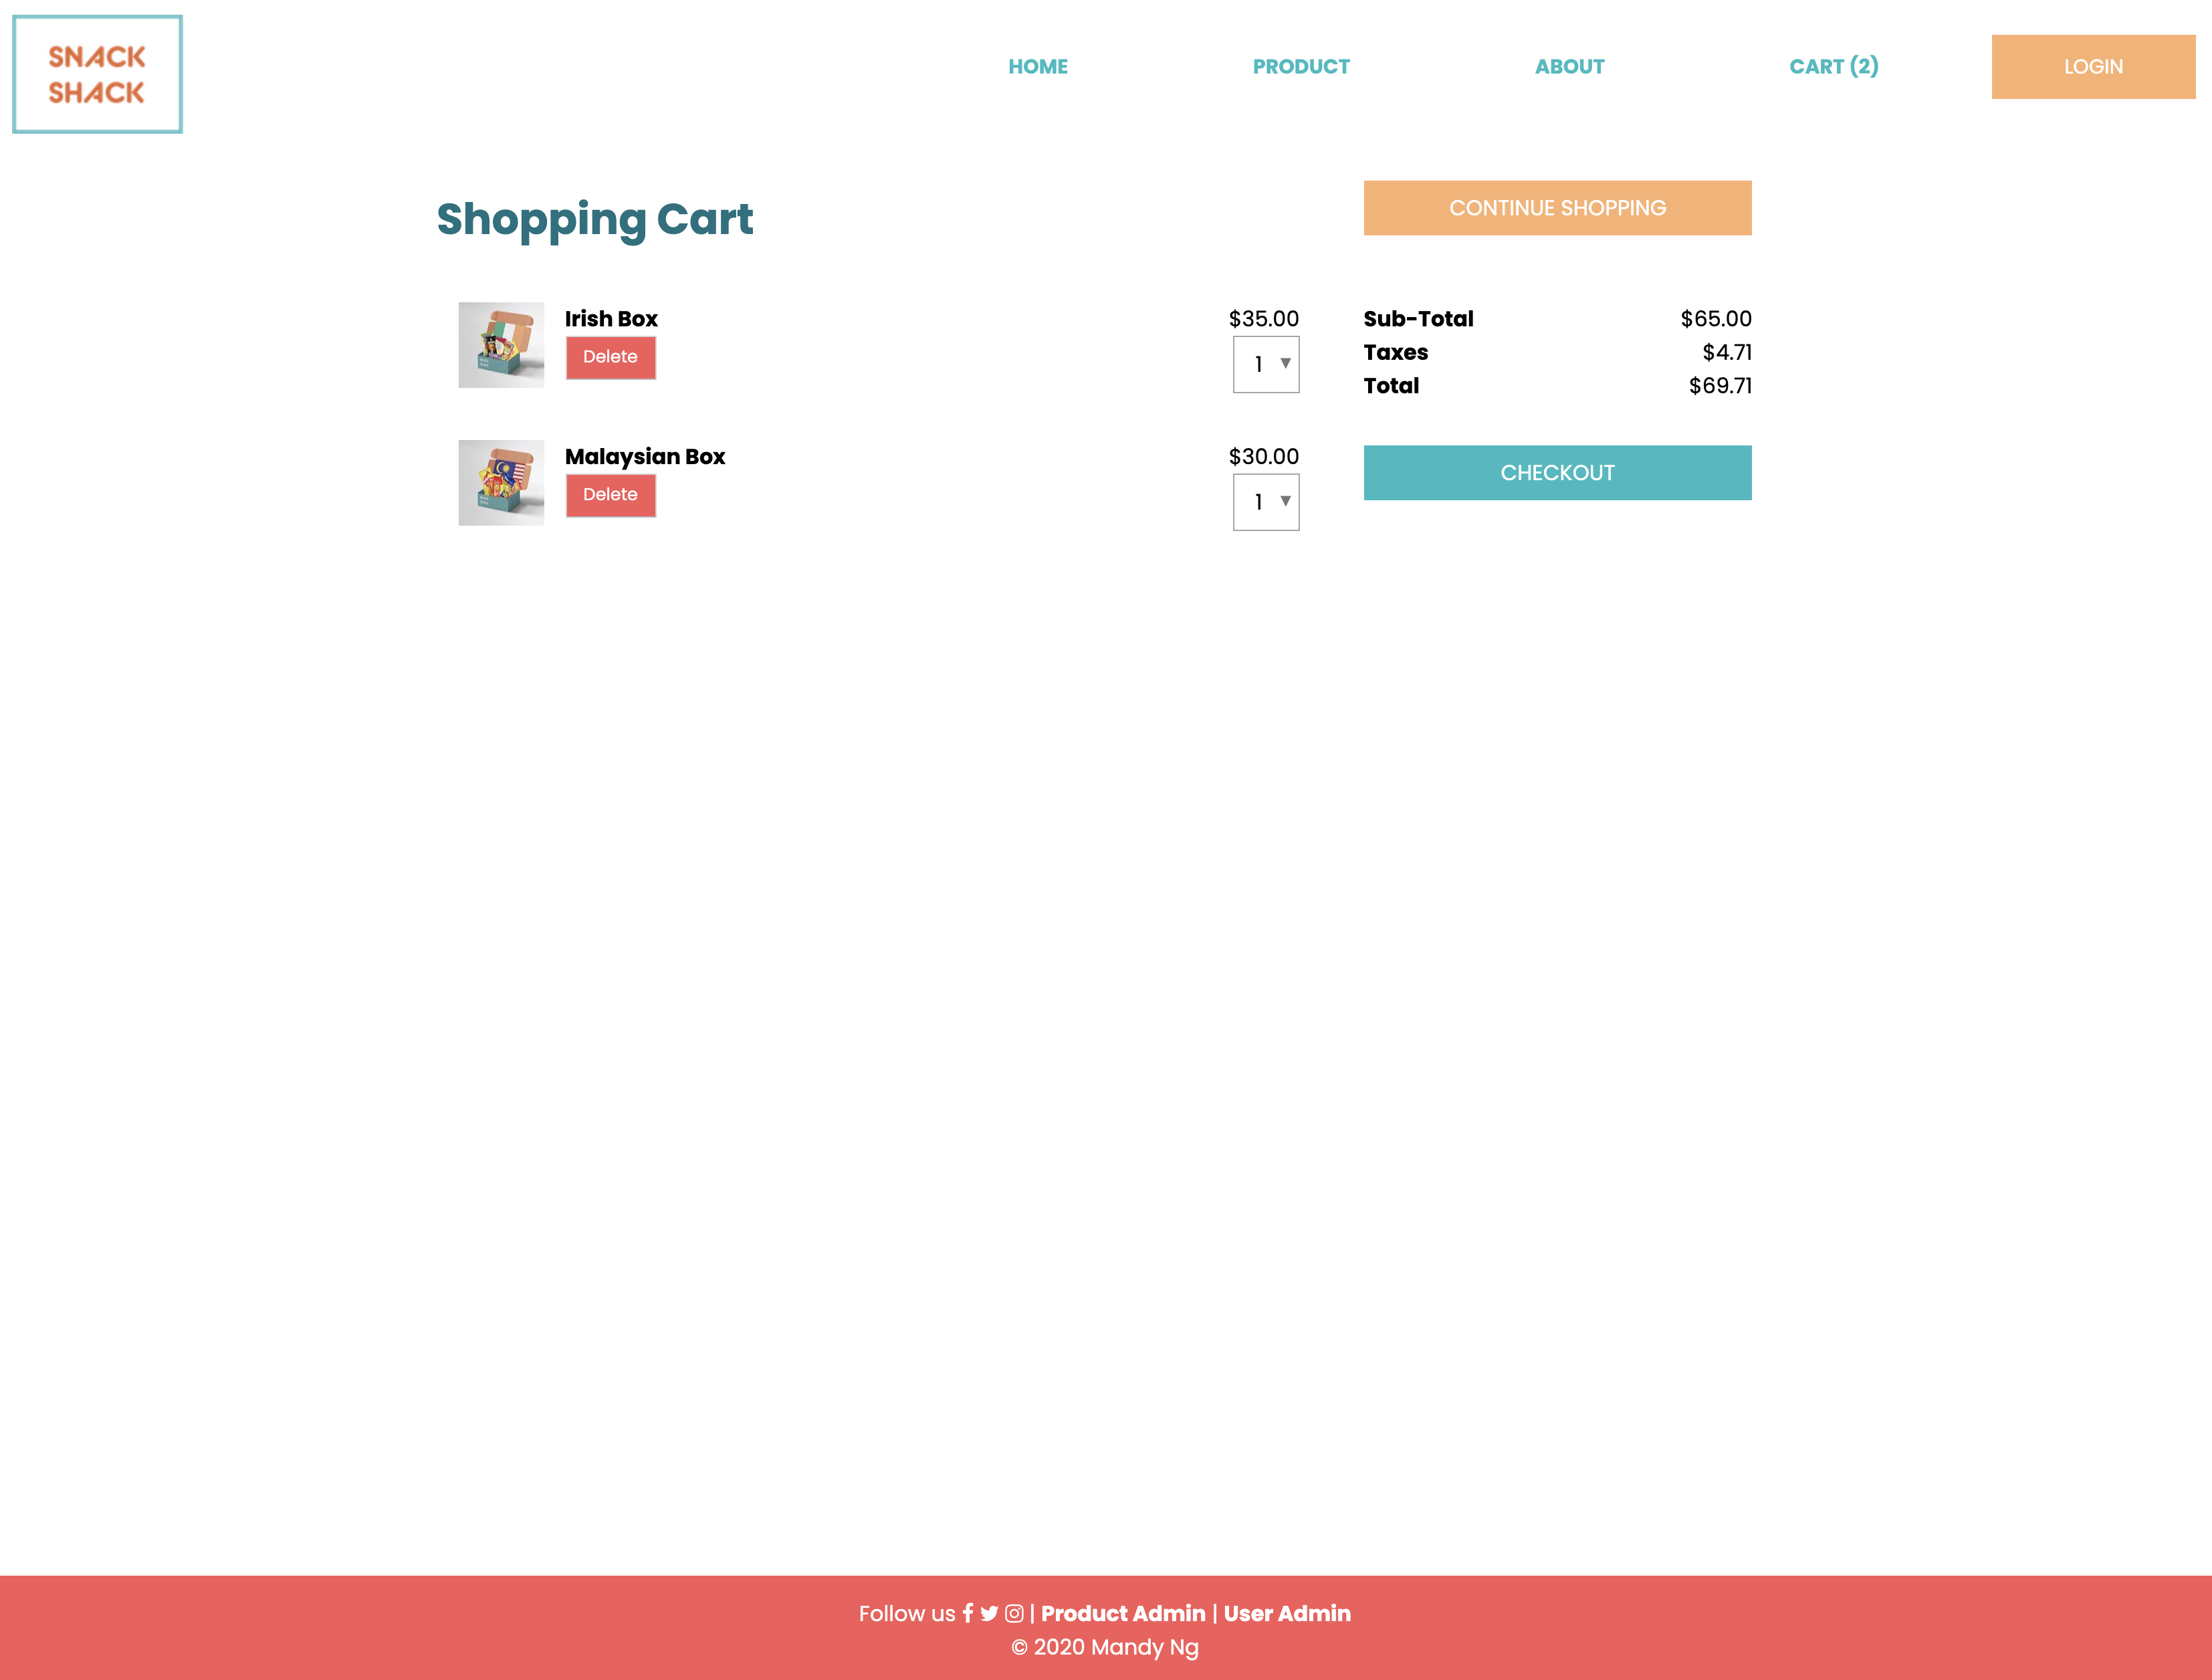 SNACK
SHACK
HOME
PRODUCT
ABOUT
CART (2)
LOGIN
Shopping Cart
CONTINUE SHOPPING
Irish Box
$35.00
Delete
1
Malaysian Box
$30.00
Delete
1
Sub-Total $65.00
Taxes $4.71
Total $69.71
CHECKOUT
Follow us | Product Admin | User Admin
© 2020 Mandy Ng